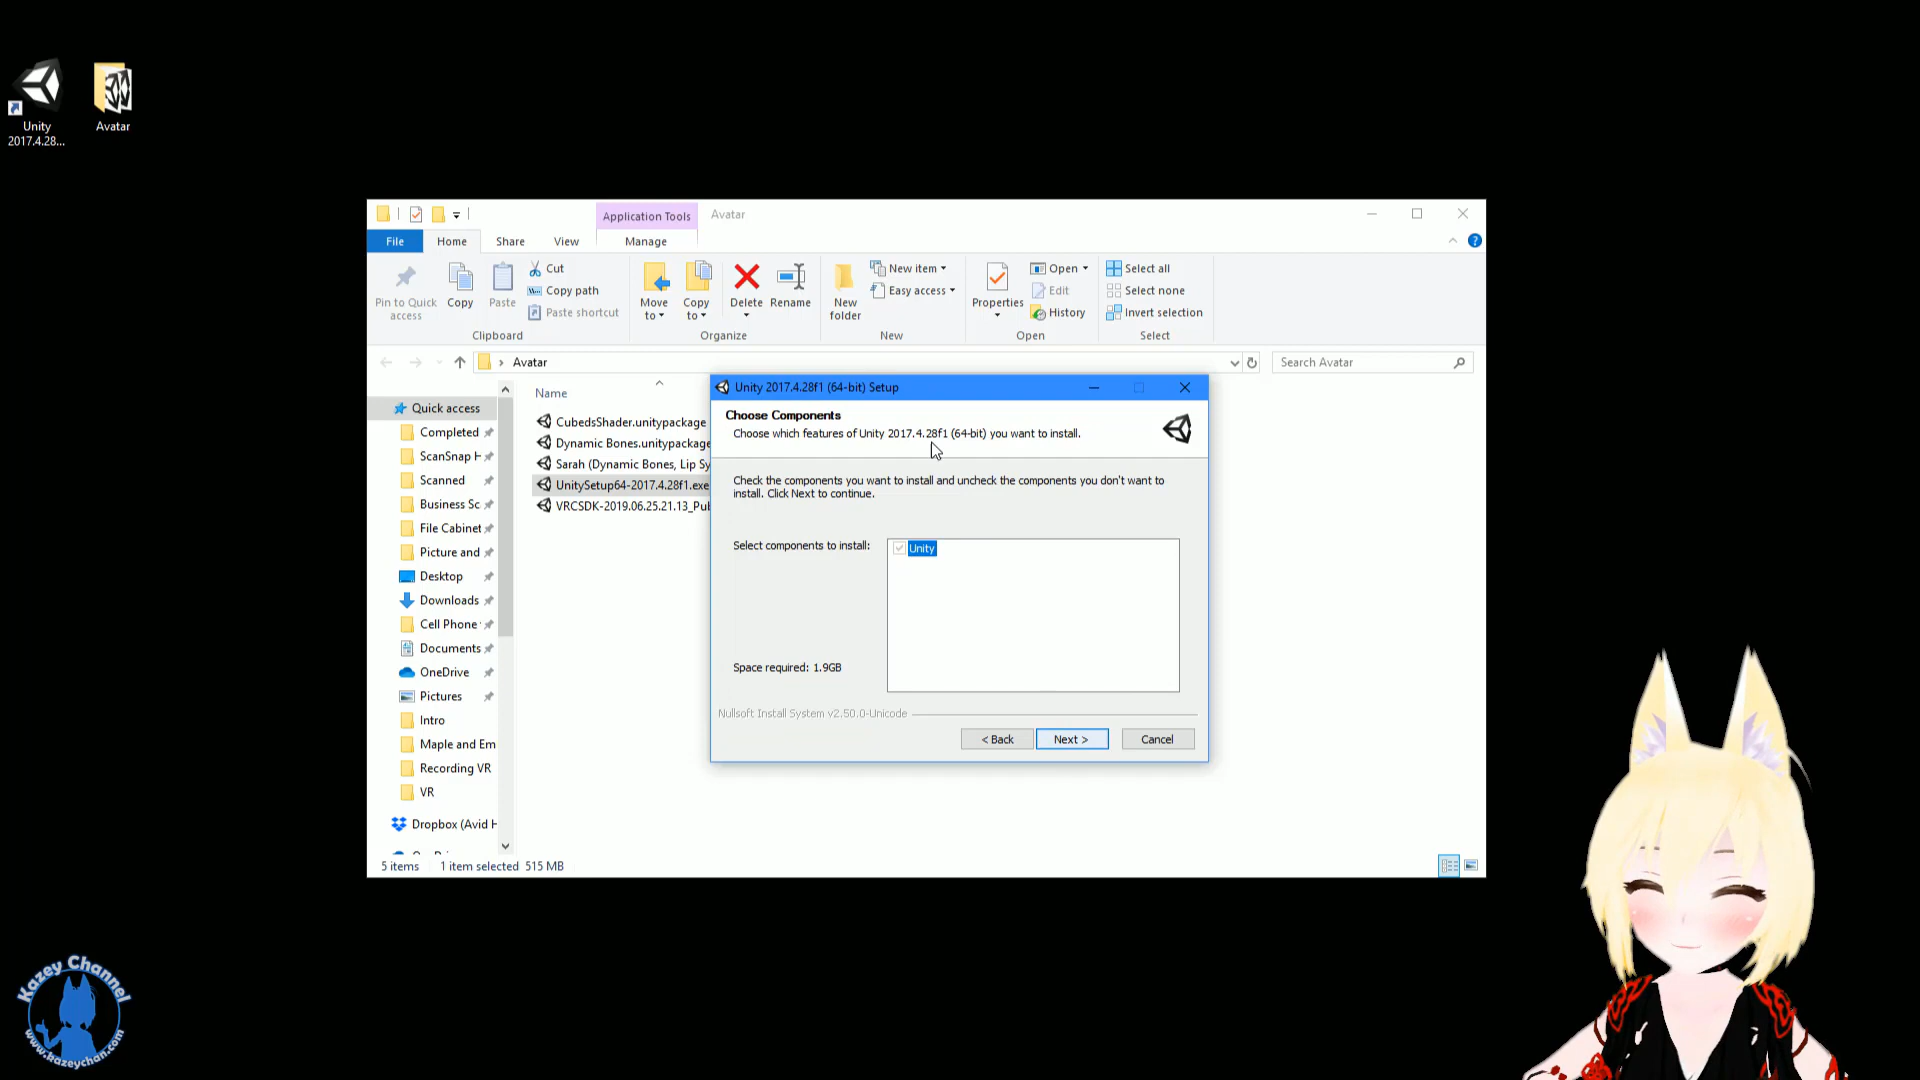 Unity
2017.4.28...
Avatar
Application Tools
Avatar
File
Home
Share
View
Manage
Pin to Quick
access
Copy
Paste
Cut
Copy path
Paste shortcut
Clipboard
Move
to
Copy
to
Delete
Rename
Organize
New
folder
New item
Easy access
New
Properties
Open
Edit
History
Open
Select all
Select none
Invert selection
Select
Avatar
Search Avatar
Name
Quick access
Completed
ScanSnap H
Scanned
Business Sc
File Cabinet
Picture and
Desktop
Downloads
Cell Phone
Documents
OneDrive
Pictures
Intro
Maple and Em
Recording VR
VR
Dropbox (Avid H
CubedsShader.unitypackage
Dynamic Bones.unitypackage
Sarah (Dynamic Bones, Lip Sy
UnitySetup64-2017.4.28f1.exe
VRCSDK-2019.06.25.21.13_Pul
Unity 2017.4.28f1 (64-bit) Setup
Choose Components
Choose which features of Unity 2017.4.28f1 (64-bit) you want to install.
Check the components you want to install and uncheck the components you don't want to
install. Click Next to continue.
Select components to install:
Unity
Space required: 1.9GB
Nullsoft Install System v2.50.0-Unicode
< Back
Next >
Cancel
5 items
1 item selected 515 MB
Kazey Channel
www.kazeychan.com